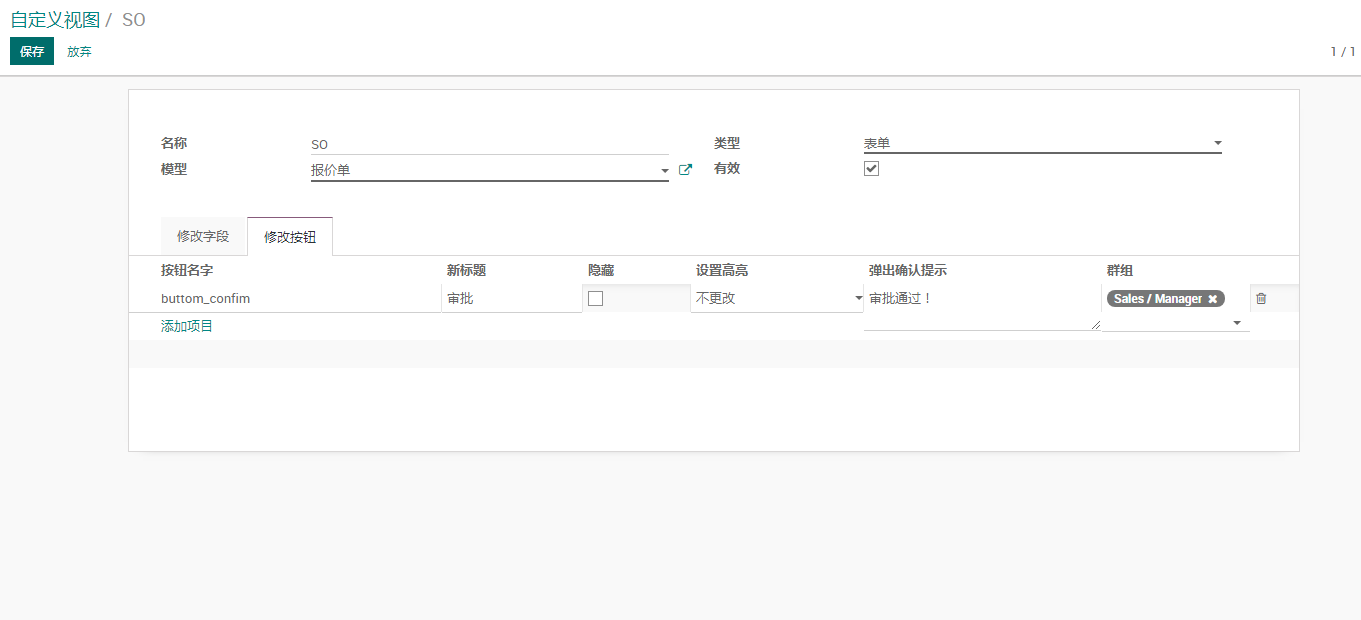 自定义视图 / SO
保存 放弃 1 / 1
名称 SO 类型 表单
模型 报价单 有效
修改字段 修改按钮
按钮名字 新标题 隐藏 设置高亮 弹出确认提示 群组
buttom_confim 审批 不更改 审批通过！ Sales / Manager ✖
添加项目